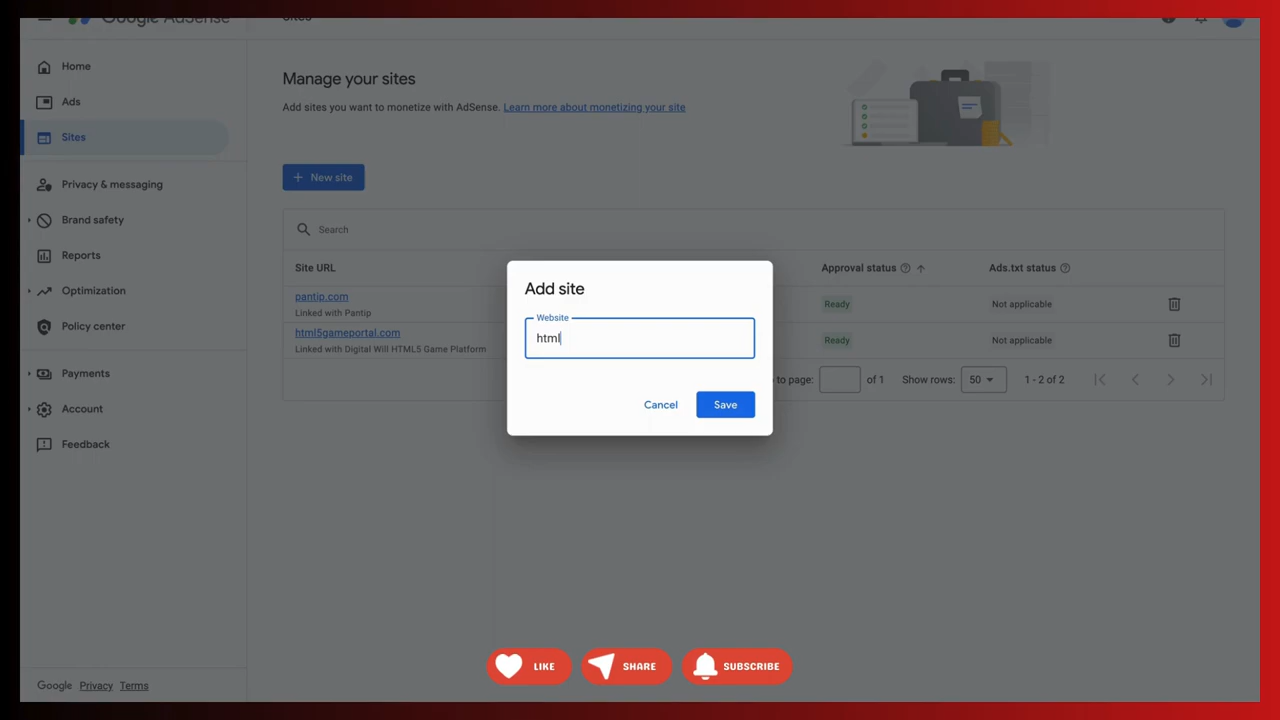 Google AdSense
Sites
Home
Ads
Sites
Privacy & messaging
Brand safety
Reports
Optimization
Policy center
Payments
Account
Feedback
Google Privacy Terms
Manage your sites
Add sites you want to monetize with AdSense. Learn more about monetizing your site
+ New site
Search
Site URL Approval status Ads.txt status
pantip.com Ready Not applicable
Linked with Pantip
html5gameportal.com Ready Not applicable
Linked with Digital Will HTML5 Game Platform
to page: of 1 Show rows: 50 1 - 2 of 2
Add site
Website
html
Cancel Save
LIKE SHARE SUBSCRIBE